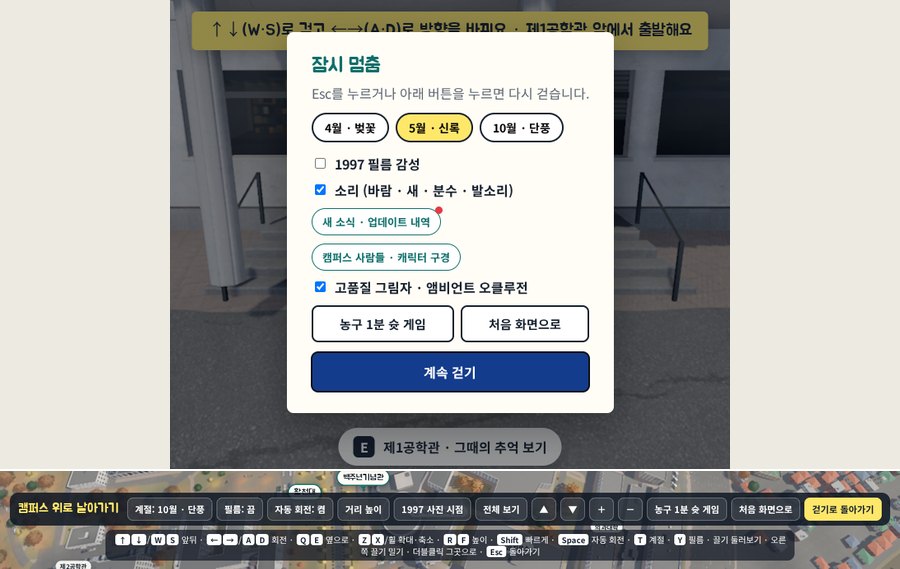 ↑ ↓ (W·S)로 걷고 ←→(A·D)로 방향을 바꿔요 · 제1공학관 앞에서 출발해요
잠시 멈춤
Esc를 누르거나 아래 버튼을 누르면 다시 걷습니다.
4월 · 벚꽃 5월 · 신록 10월 · 단풍
1997 필름 감성
소리 (바람 · 새 · 분수 · 발소리)
새 소식 · 업데이트 내역
캠퍼스 사람들 · 캐릭터 구경
고품질 그림자 · 앰비언트 오클루전
농구 1분 슛 게임 처음 화면으로
계속 걷기
E 제1공학관 · 그때의 추억 보기
백주년기념관
캠퍼스 위로 날아가기 계절: 10월 · 단풍 필름: 끔 자동 회전: 켬 거리 높이 1997 사진 시점 전체 보기 ▲ ▼ + − 농구 1분 슛 게임 처음 화면으로 걷기로 돌아가기
↑ ↓ / W S 앞뒤 · ← → / A D 회전 · Q E 옆으로 · Z X /휠 확대·축소 · R F 높이 · Shift 빠르게 · Space 자동 회전 · T 계절 · Y 필름 · 끌기 둘러보기 · 오른
쪽 끌기 밀기 · 더블클릭 그곳으로 · Esc 돌아가기
제2공학관